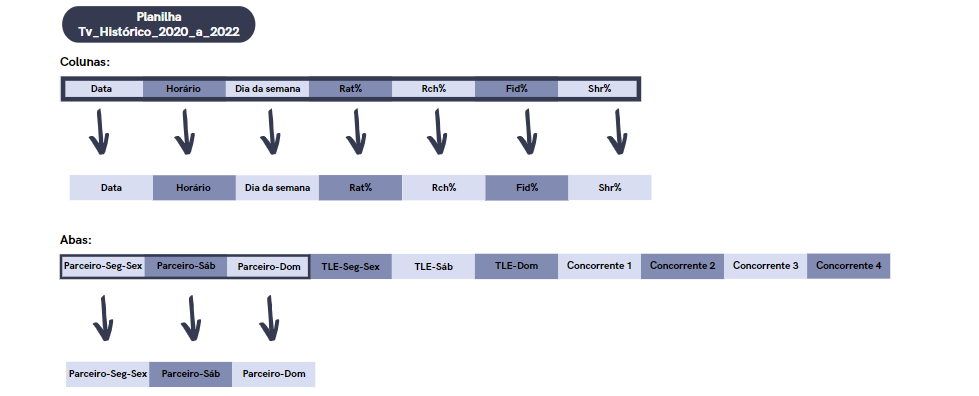 Planilha
Tv_Histórico_2020_a_2022
Colunas:
Data Horário Dia da semana Rat% Rch% Fid% Shr%
Data Horário Dia da semana Rat% Rch% Fid% Shr%
Abas:
Parceiro-Seg-Sex Parceiro-Sáb Parceiro-Dom TLE-Seg-Sex TLE-Sáb TLE-Dom Concorrente 1 Concorrente 2 Concorrente 3 Concorrente 4
Parceiro-Seg-Sex Parceiro-Sáb Parceiro-Dom